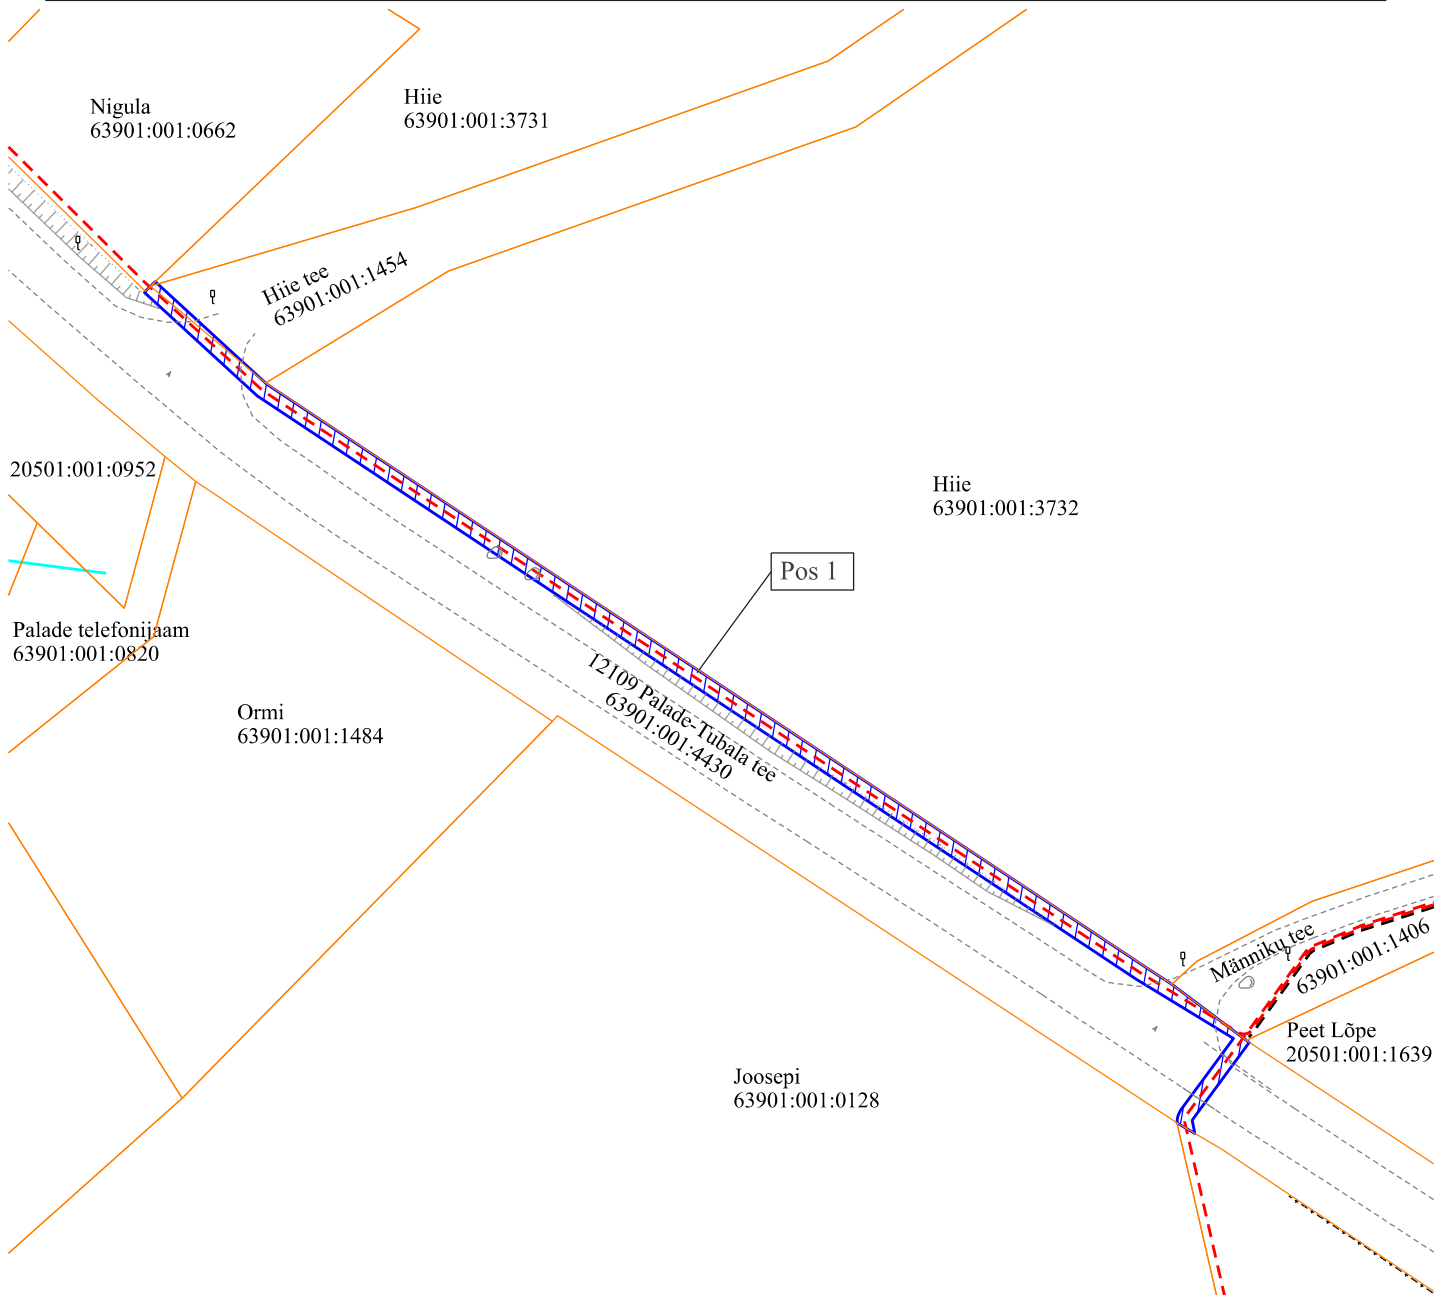 Nigula
63901:001:0662
Hiie
63901:001:3731
Hiie tee
63901:001:1454
20501:001:0952
Hiie
63901:001:3732
Pos 1
Palade telefonijaam
63901:001:0820
12109 Palade-Tubala tee
63901:001:4430
Ormi
63901:001:1484
Männiku tee
63901:001:1406
Peet Lõpe
20501:001:1639
Joosepi
63901:001:0128